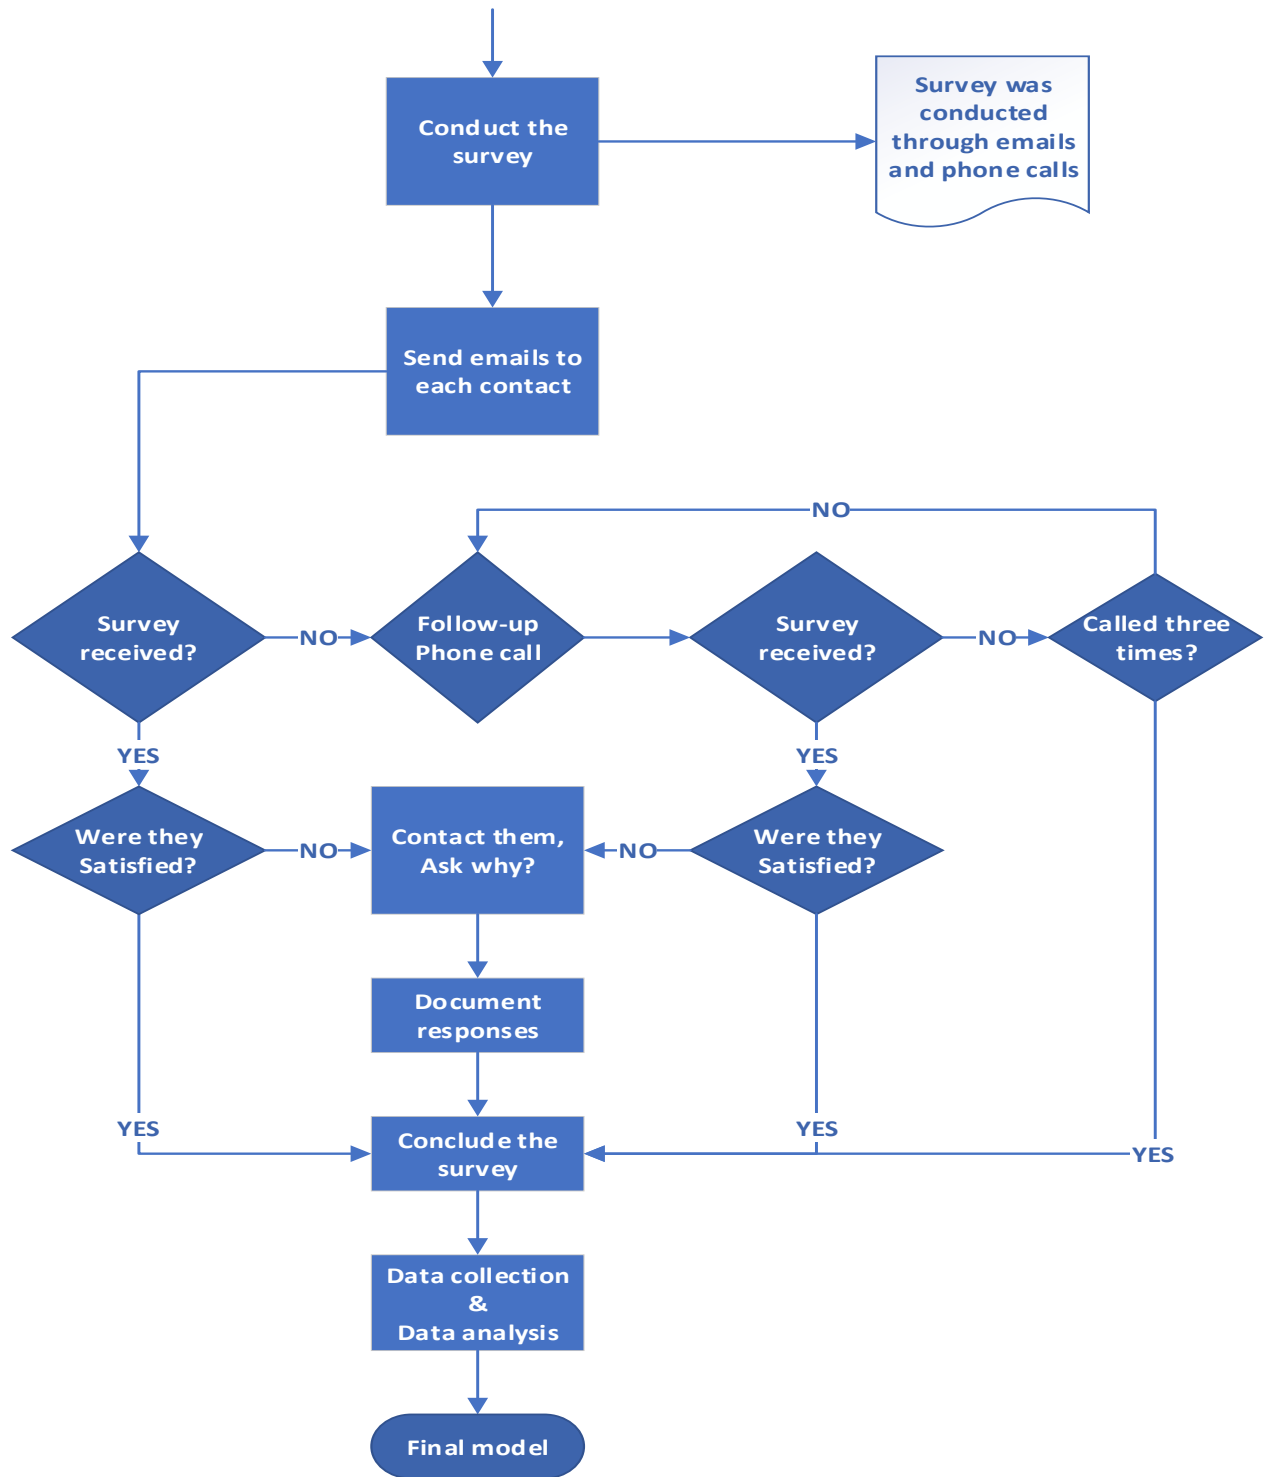 Conduct the
survey
Survey was
conducted
through emails
and phone calls
Send emails to
each contact
NO
Survey
received?
NO
Follow-up
Phone call
Survey
received?
NO
Called three
times?
YES
YES
Were they
Satisfied?
NO
Contact them,
Ask why?
NO
Were they
Satisfied?
Document
responses
YES
Conclude the
survey
YES
YES
Data collection
&
Data analysis
Final model